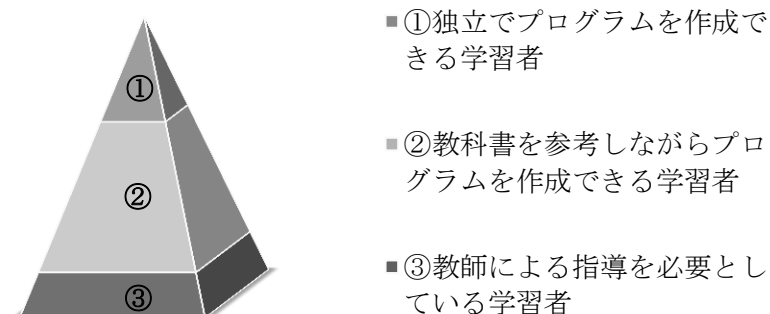 ①独立でプログラムを作成で
きる学習者
②教科書を参考しながらプロ
グラムを作成できる学習者
③教師による指導を必要とし
ている学習者
①
②
③